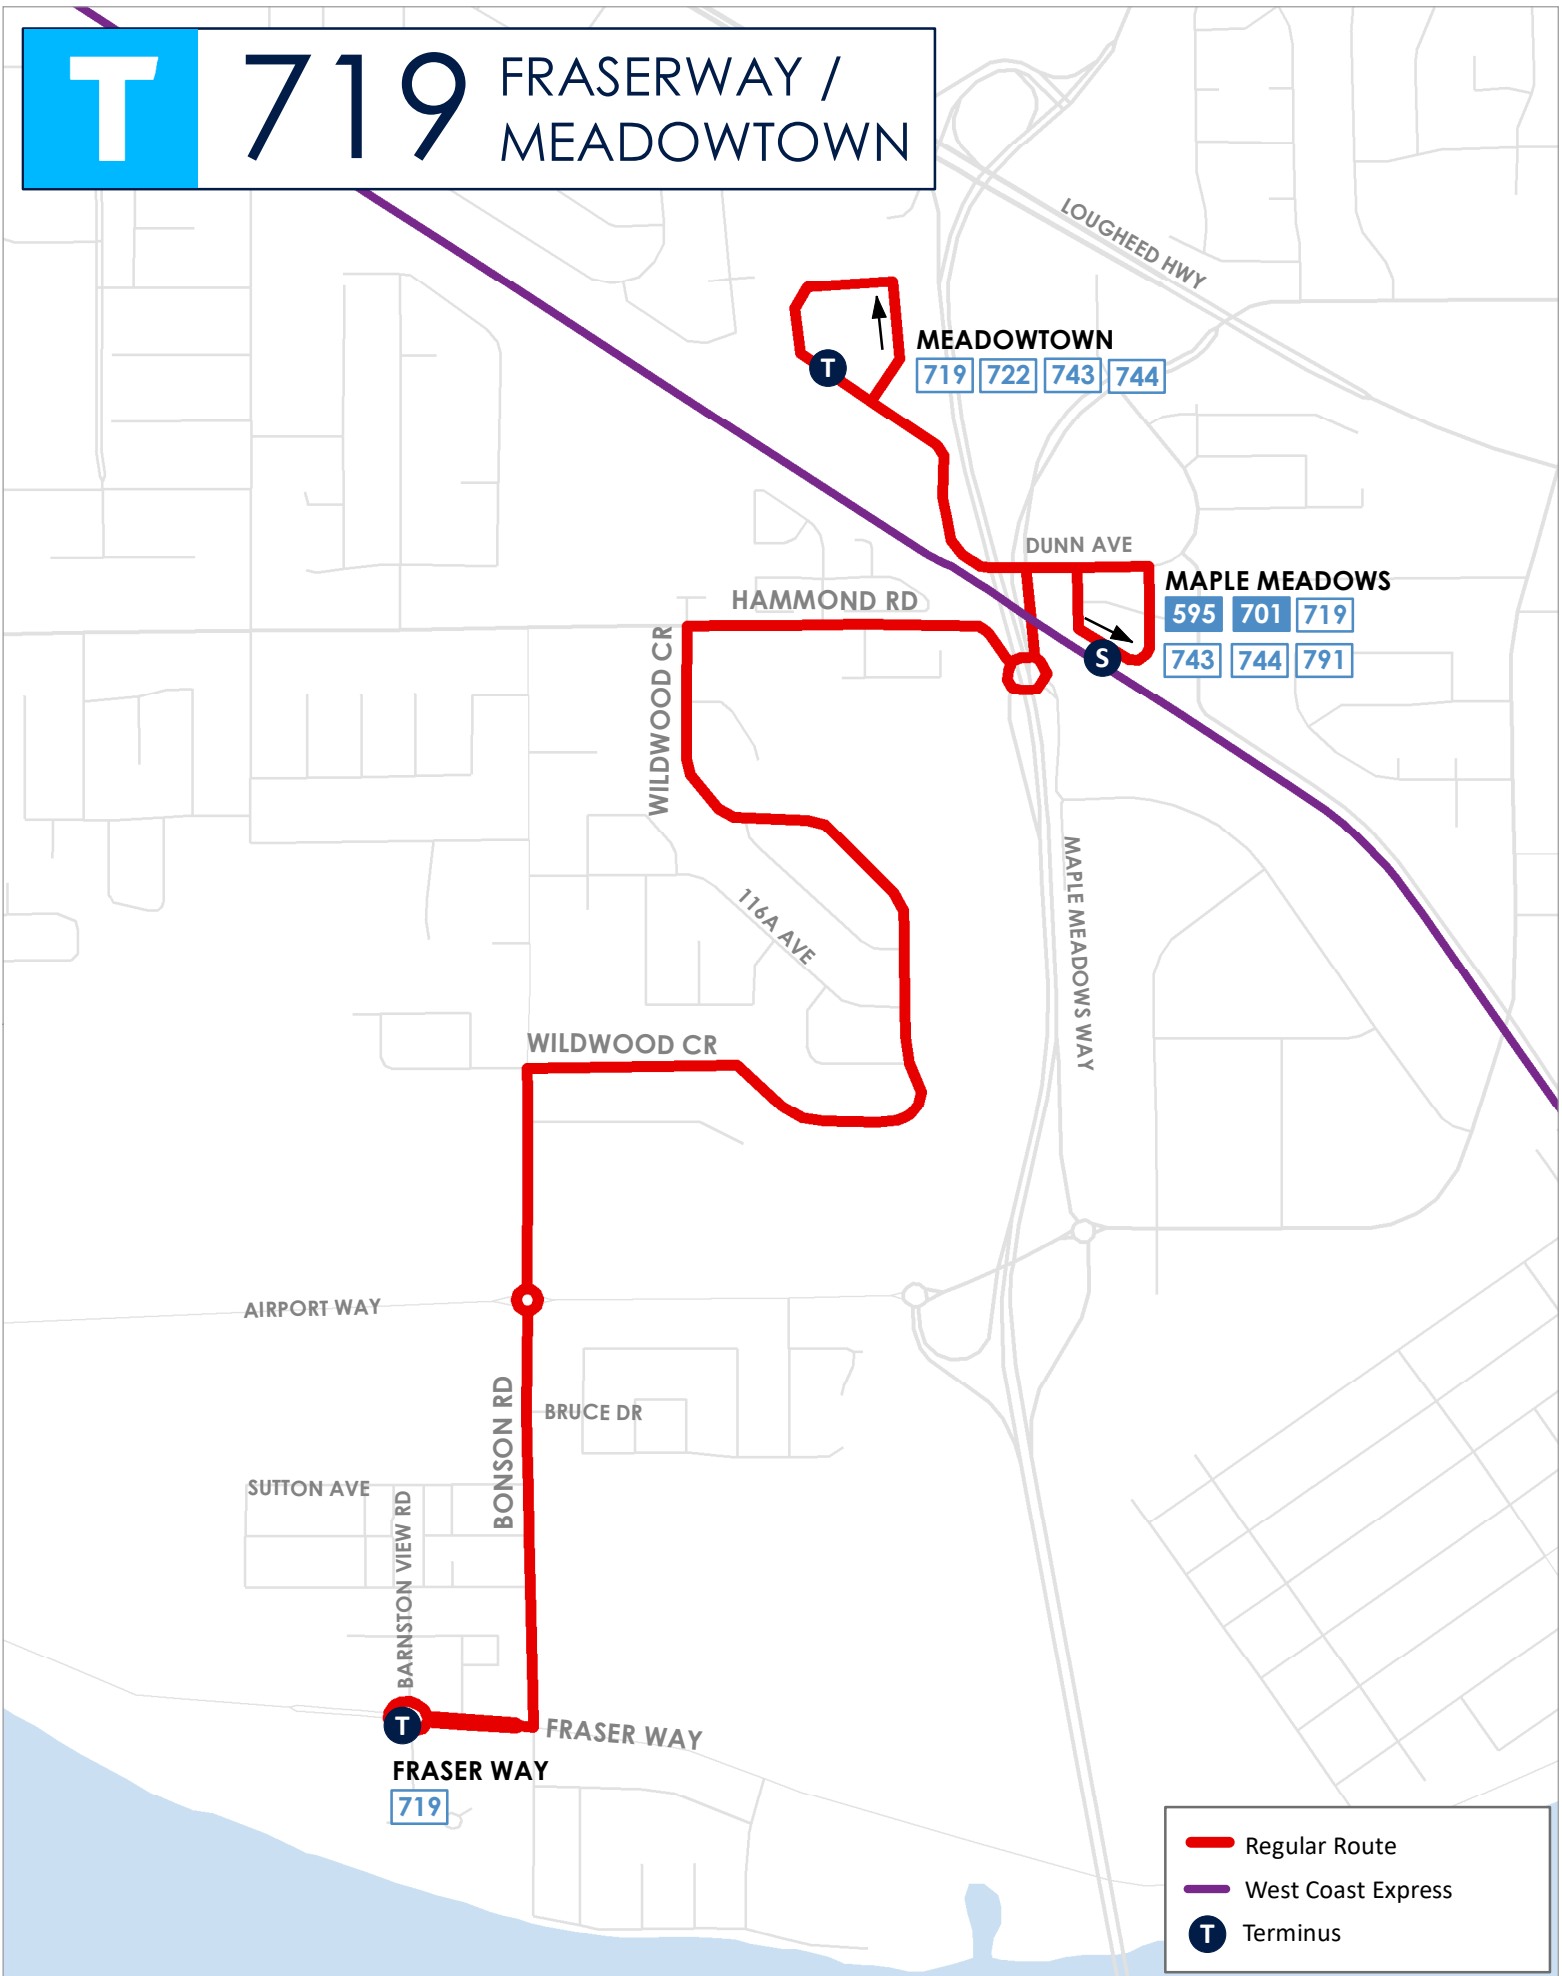 T 719 FRASERWAY /
MEADOWTOWN
LOUGHEED HWY
MEADOWTOWN
719 722 743 744
T
DUNN AVE
MAPLE MEADOWS
595 701 719
743 744 791
S
HAMMOND RD
WILDWOOD CR
MAPLE MEADOWS WAY
116A AVE
WILDWOOD CR
AIRPORT WAY
BONSON RD
BRUCE DR
SUTTON AVE
BARNSTON VIEW RD
T
FRASER WAY
FRASER WAY
719
Regular Route
West Coast Express
T Terminus